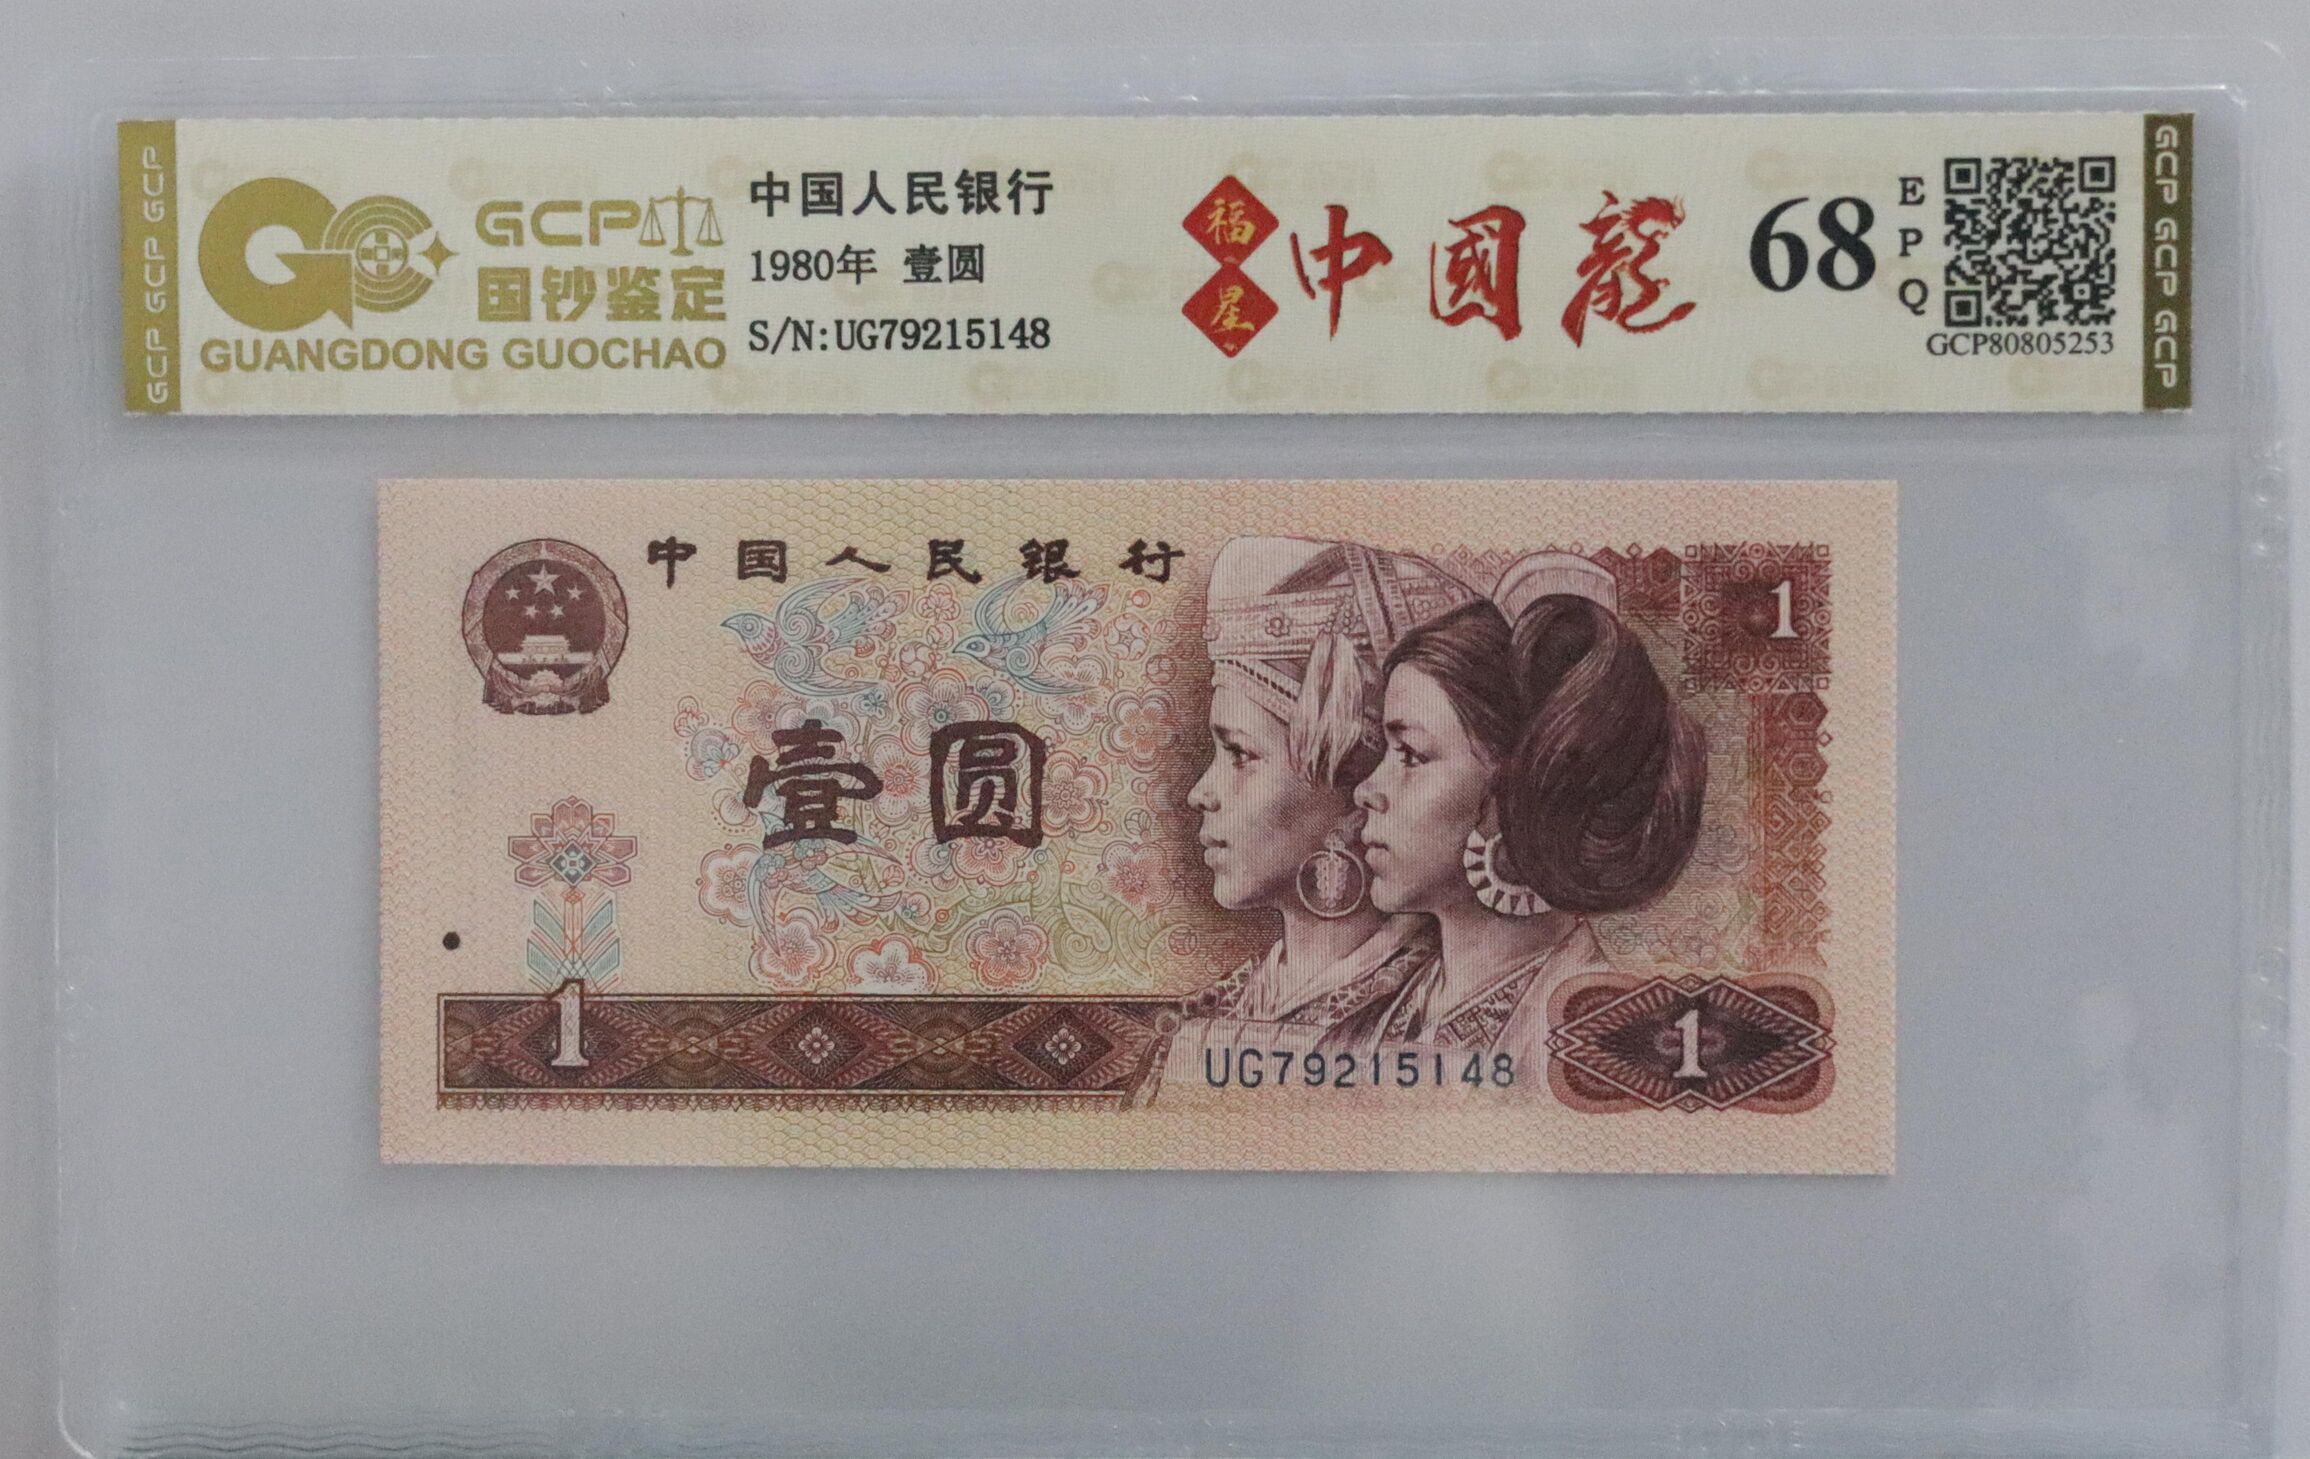 GCP GCP GCP
GCP
国钞鉴定
GUANGDONG GUOCHAO
中国人民银行
1980年 壹圆
S/N:UG79215148
福星
中國龍
68
EPQ
GCP80805253
GCP GCP GCP
中国人民银行
1
壹圆
1
1
UG79215148